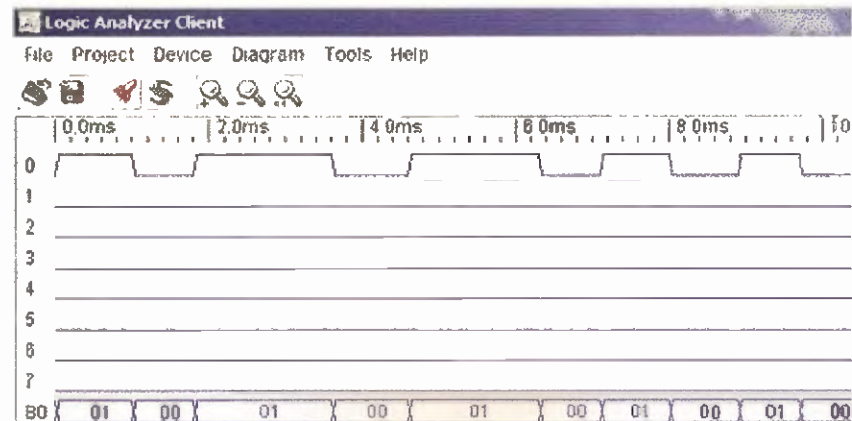 Logic Analyzer Client
File Project Device Diagram Tools Help
0.0ms 2.0ms 4.0ms 6.0ms 8.0ms
0
1
2
3
4
5
6
7
B0 01 00 01 00 01 00 01 00 01 00